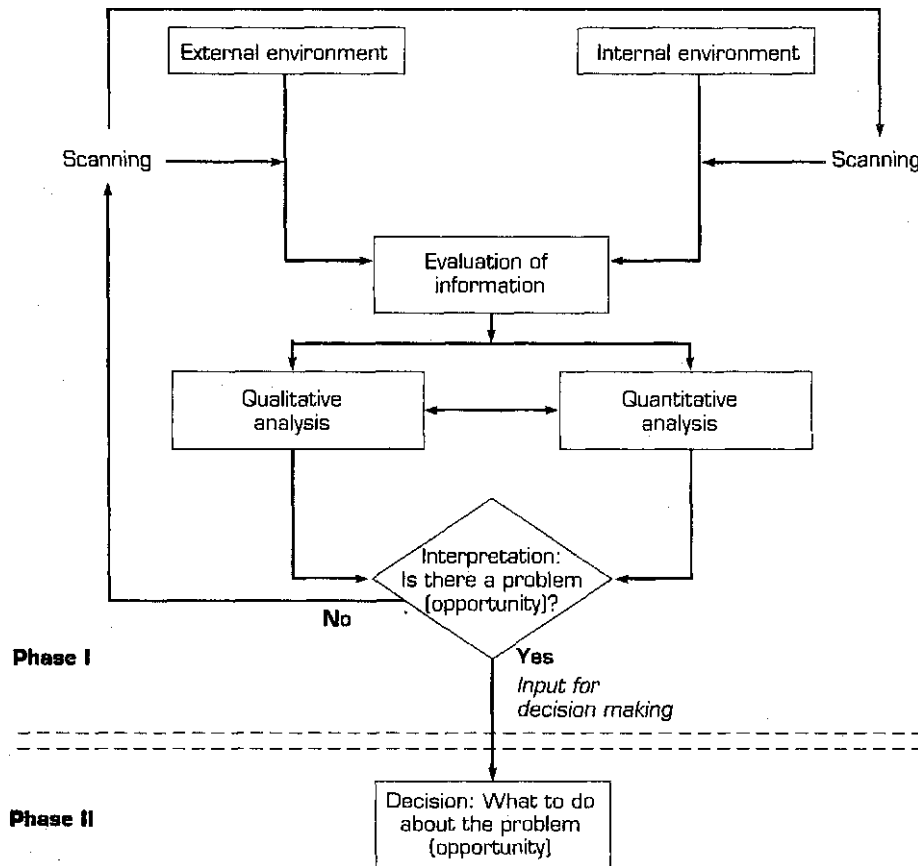 External environment
Internal environment
Scanning
Scanning
Evaluation of
information
Qualitative
analysis
Quantitative
analysis
Interpretation:
Is there a problem
(opportunity)?
No
Phase I
Yes
Input for
decision making
Phase II
Decision: What to do
about the problem
(opportunity)